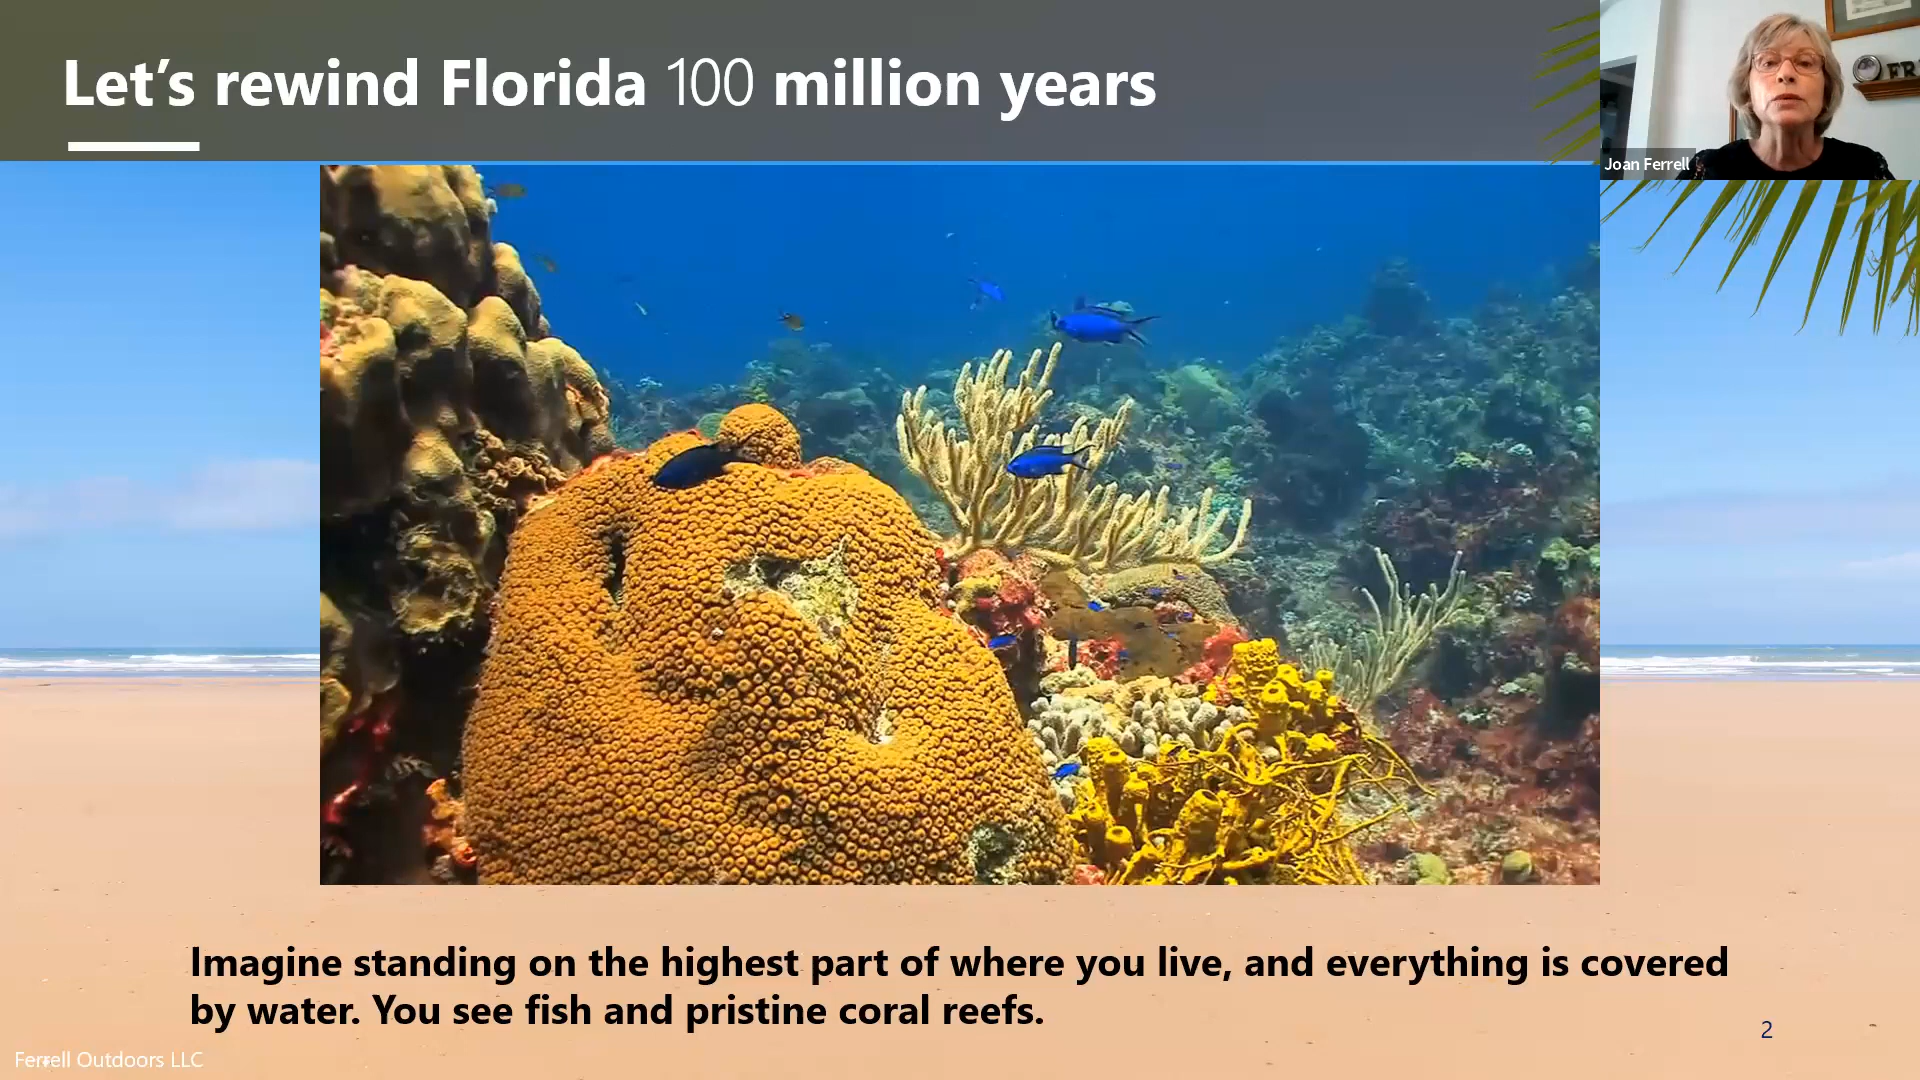 Let's rewind Florida 100 million years
FR
Joan Ferrell
Imagine standing on the highest part of where you live, and everything is covered
by water. You see fish and pristine coral reefs.
2
Ferrell Outdoors LLC